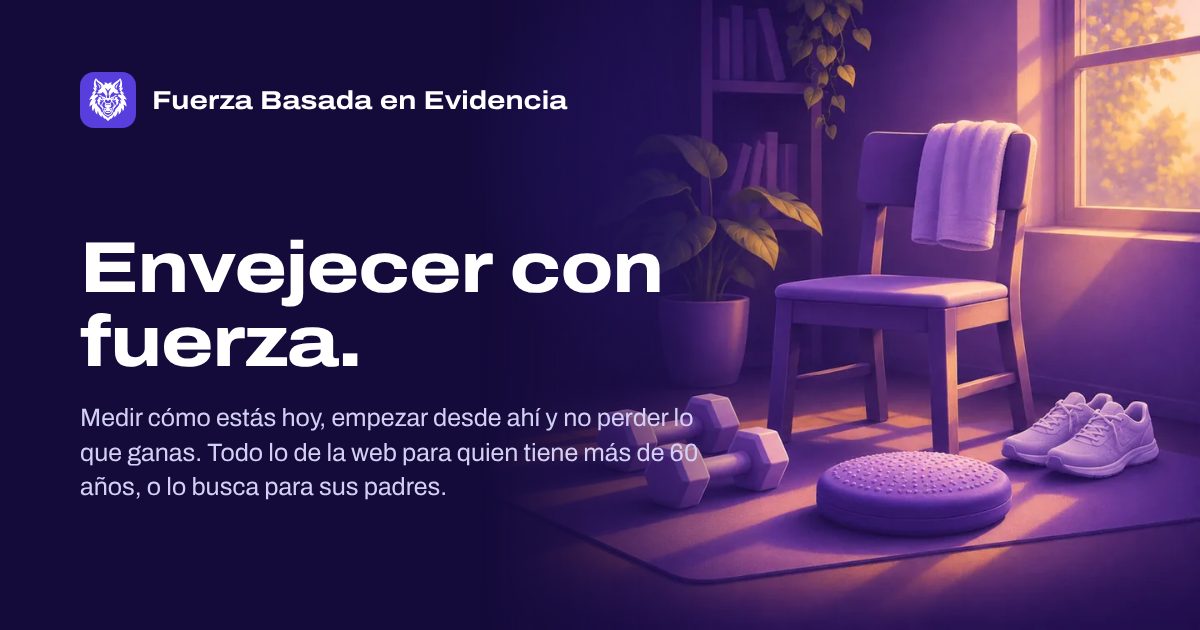 Fuerza Basada en Evidencia
Envejecer con
fuerza.
Medir cómo estás hoy, empezar desde ahí y no perder lo
que ganas. Todo lo de la web para quien tiene más de 60
años, o lo busca para sus padres.